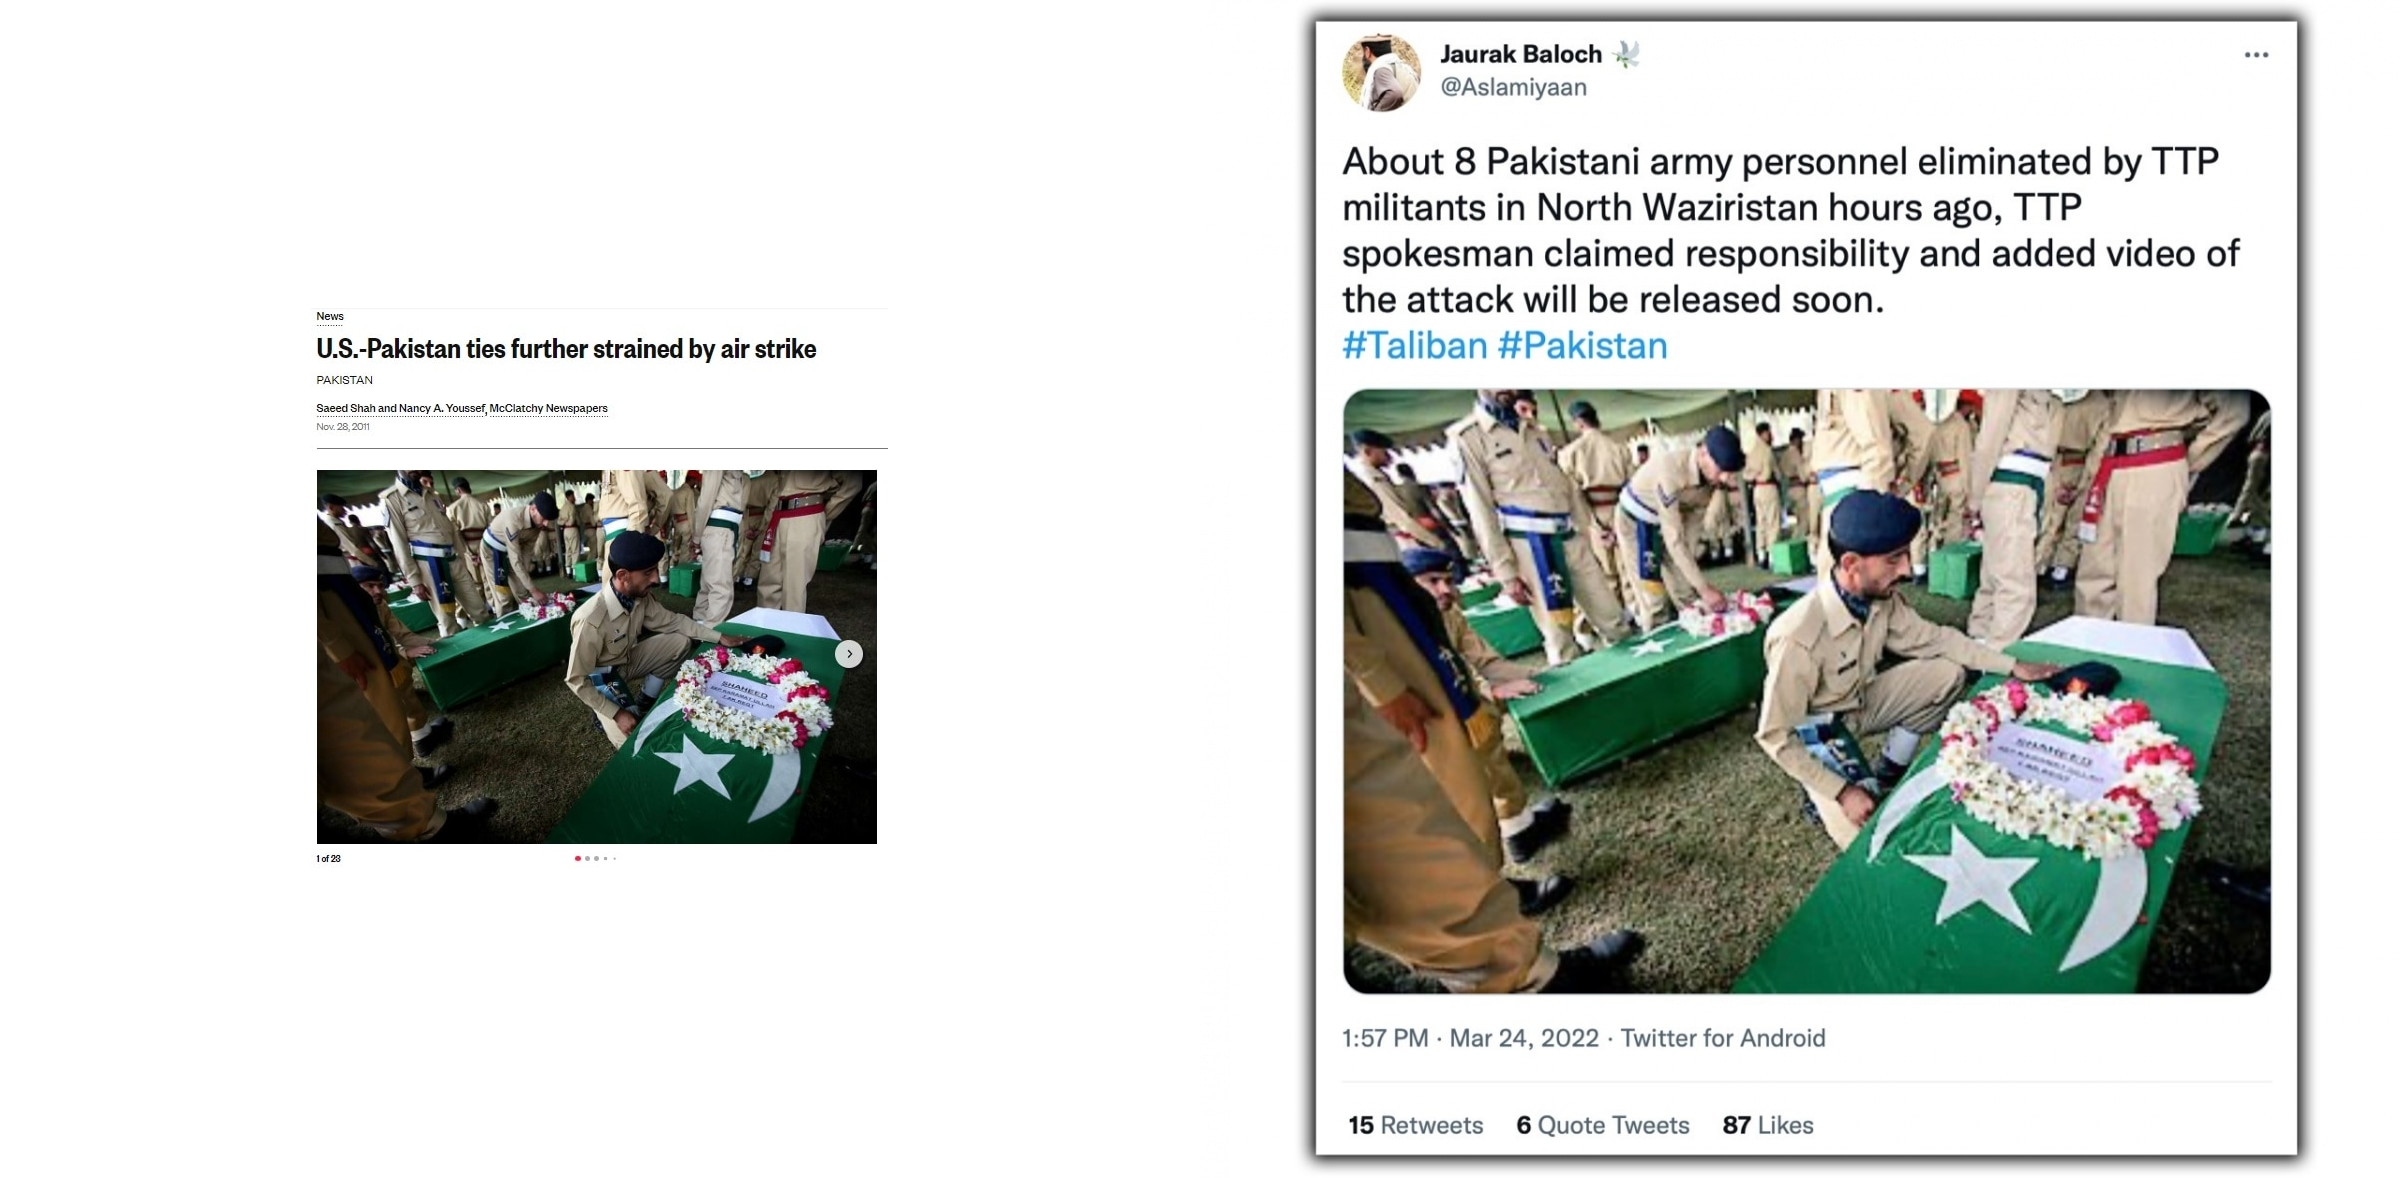 News
U.S.-Pakistan ties further strained by air strike
PAKISTAN
Saeed Shah and Nancy A. Youssef, McClatchy Newspapers
Nov. 28, 2011
SHAHEED
1 of 23
Jaurak Baloch
@Aslamiyaan
About 8 Pakistani army personnel eliminated by TTP
militants in North Waziristan hours ago, TTP
spokesman claimed responsibility and added video of
the attack will be released soon.
#Taliban #Pakistan
SHAHEED
1:57 PM · Mar 24, 2022 · Twitter for Android
15 Retweets 6 Quote Tweets 87 Likes